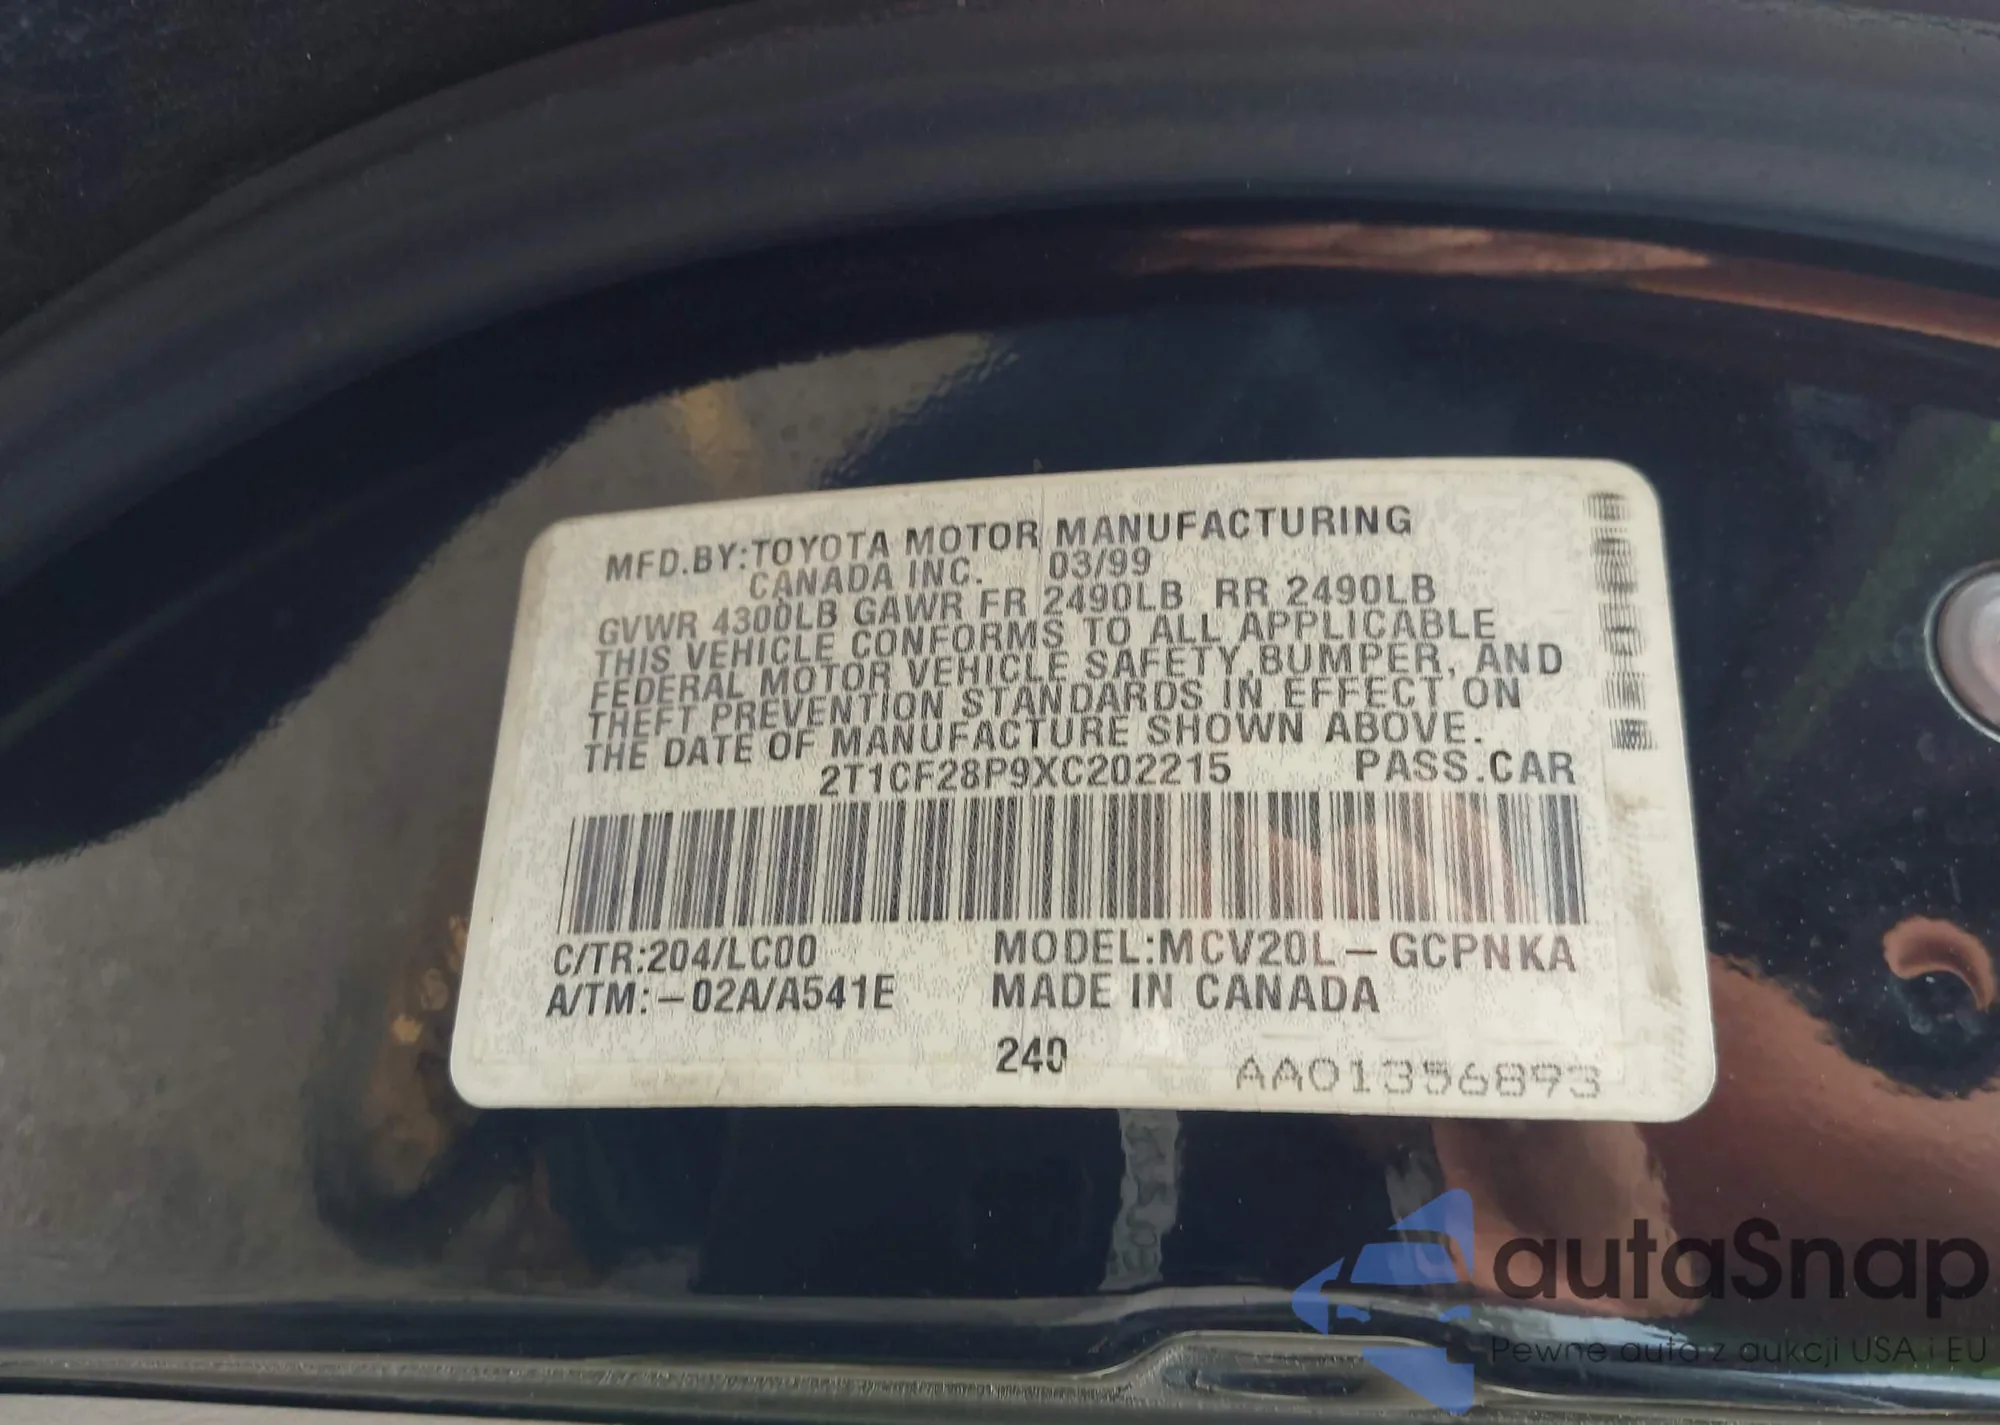 MFD.BY:TOYOTA MOTOR MANUFACTURING
CANADA INC. 03/99
GVWR 4300LB GAWR FR 2490LB RR 2490LB
THIS VEHICLE CONFORMS TO ALL APPLICABLE
FEDERAL MOTOR VEHICLE SAFETY,BUMPER, AND
THEFT PREVENTION STANDARDS IN EFFECT ON
THE DATE OF MANUFACTURE SHOWN ABOVE.
2T1CF28P9XC202215 PASS.CAR
C/TR:204/LC00 MODEL:MCV20L-GCPNKA
A/TM:-02A/A541E MADE IN CANADA
240
AA01356893
autaSnap
Pewne auta z aukcji USA i EU